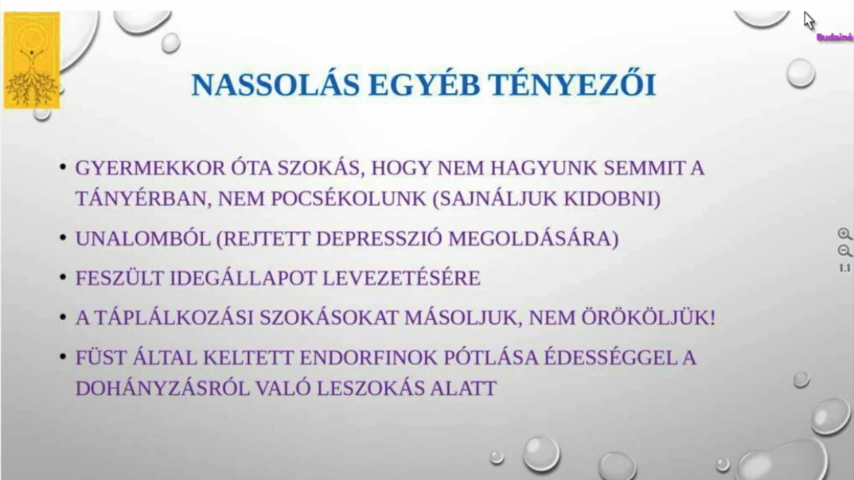 Budainé
NASSOLÁS EGYÉB TÉNYEZŐI
• GYERMEKKOR ÓTA SZOKÁS, HOGY NEM HAGYUNK SEMMIT A
TÁNYÉRBAN, NEM POCSÉKOLUNK (SAJNÁLJUK KIDOBNI)
• UNALOMBÓL (REJTETT DEPRESSZIÓ MEGOLDÁSÁRA)
• FESZÜLT IDEGÁLLAPOT LEVEZETÉSÉRE
• A TÁPLÁLKOZÁSI SZOKÁSOKAT MÁSOLJUK, NEM ÖRÖKÖLJÜK!
• FÜST ÁLTAL KELTETT ENDORFINOK PÓTLÁSA ÉDESSÉGGEL A
DOHÁNYZÁSRÓL VALÓ LESZOKÁS ALATT
1:1